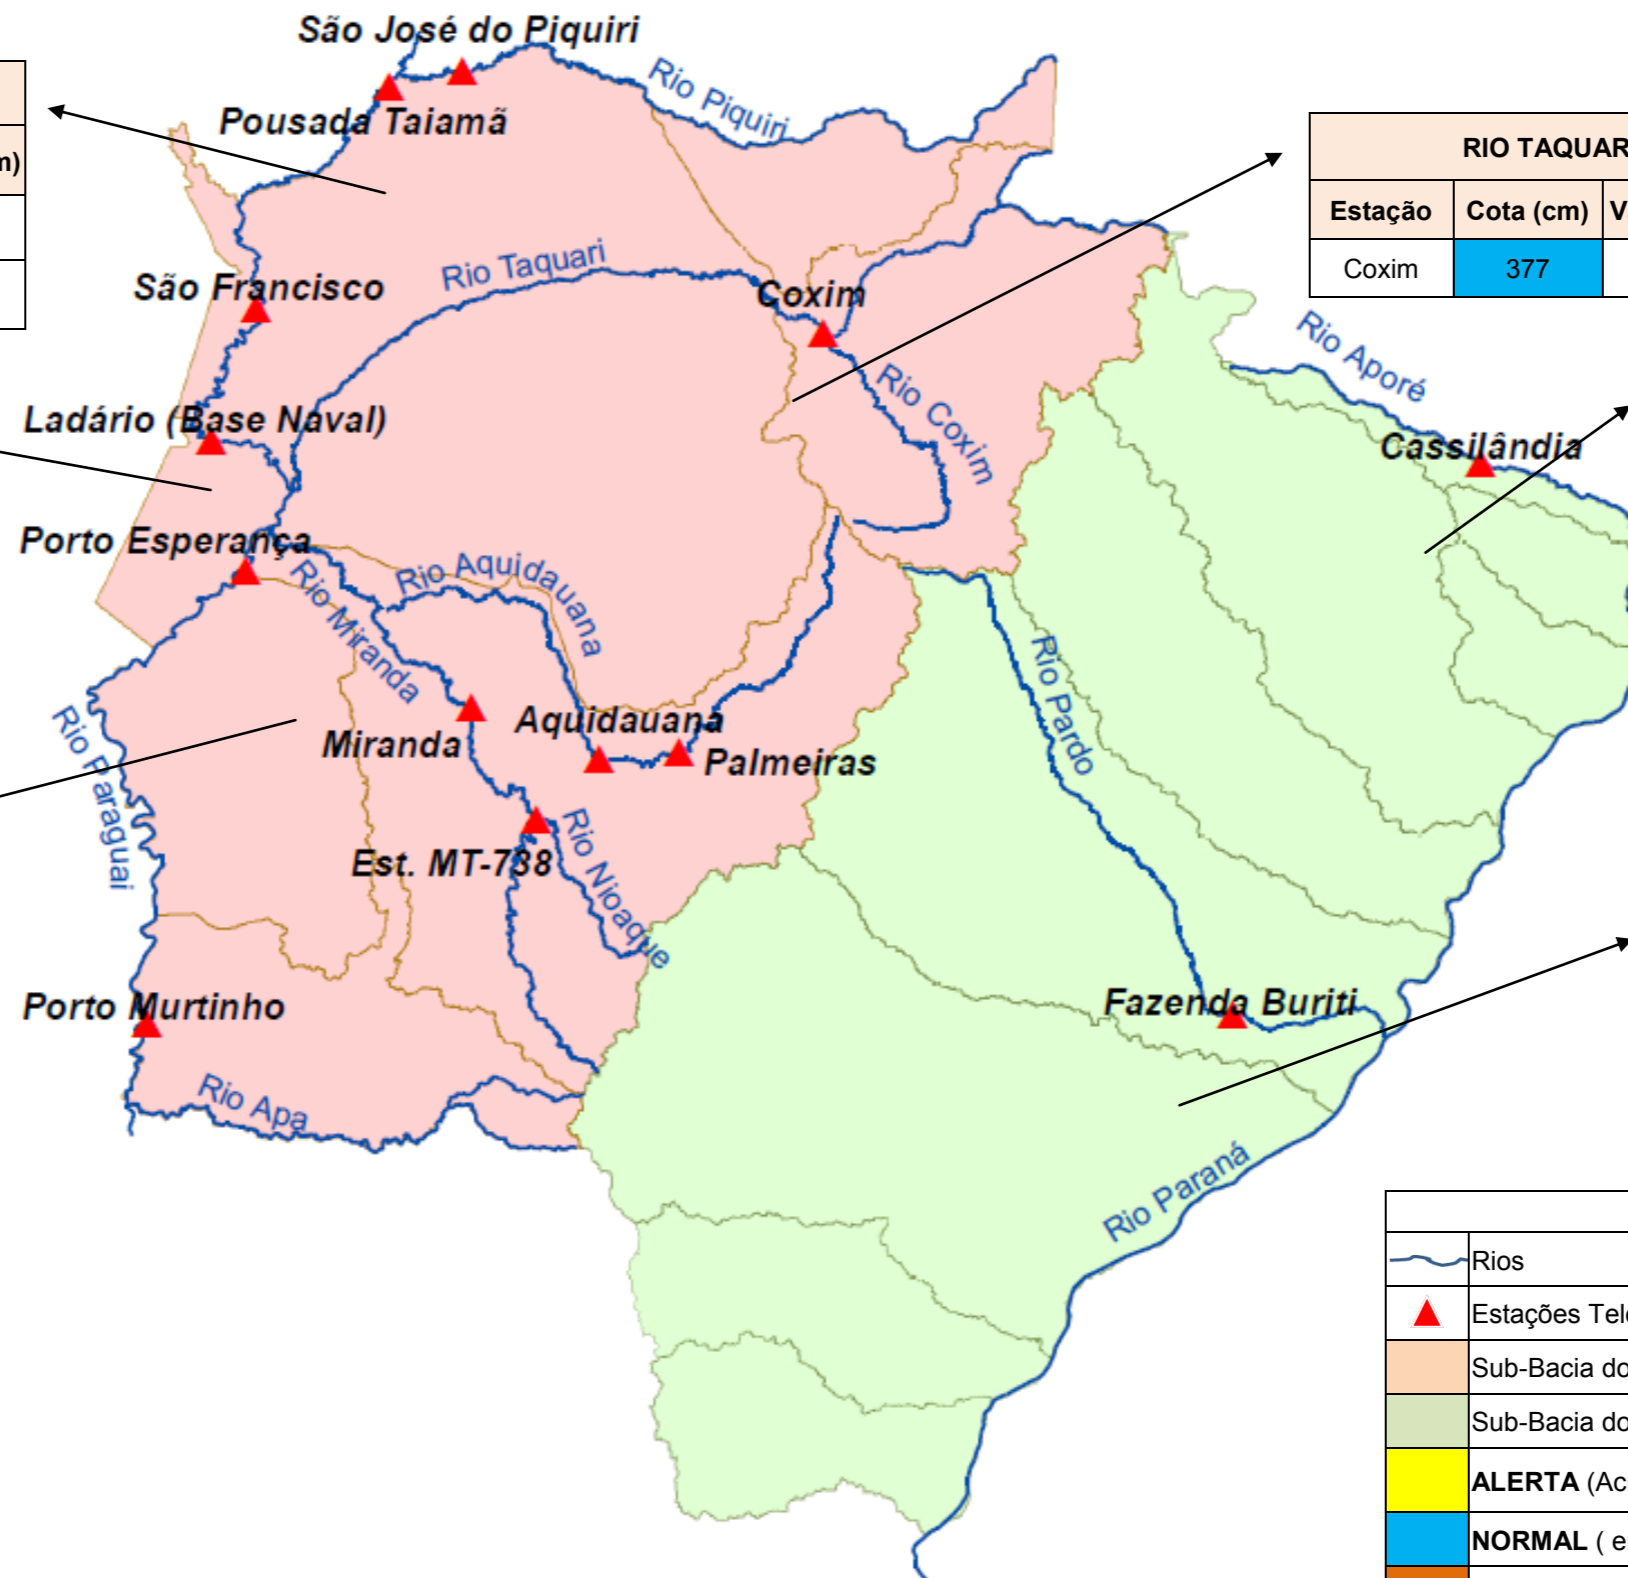 São José do Piquiri
Rio Piquiri
Pousada Taiamã
m)
RIO TAQUAR
Estação Cota (cm) V
Coxim 377
Rio Taquari
São Francisco
Coxim
Rio Aporé
Rio Coxim
Ladário (Base Naval)
Cassilândia
Porto Esperança
Rio Aquidauana
Rio Miranda
Rio Pardo
Aquidauana
Miranda
Palmeiras
Rio Paraguai
Est. MT-738
Rio Nioaque
Porto Murtinho
Fazenda Buriti
Rio Apa
Rio Paraná
Rios
Estações Tel
Sub-Bacia do
Sub-Bacia do
ALERTA (Ac
NORMAL ( e